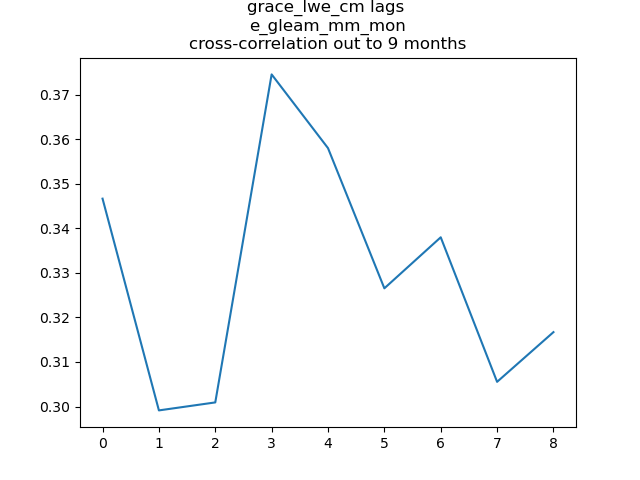 grace_lwe_cm lags
e_gleam_mm_mon
cross-correlation out to 9 months
0.37
0.36
0.35
0.34
0.33
0.32
0.31
0.30
0 1 2 3 4 5 6 7 8